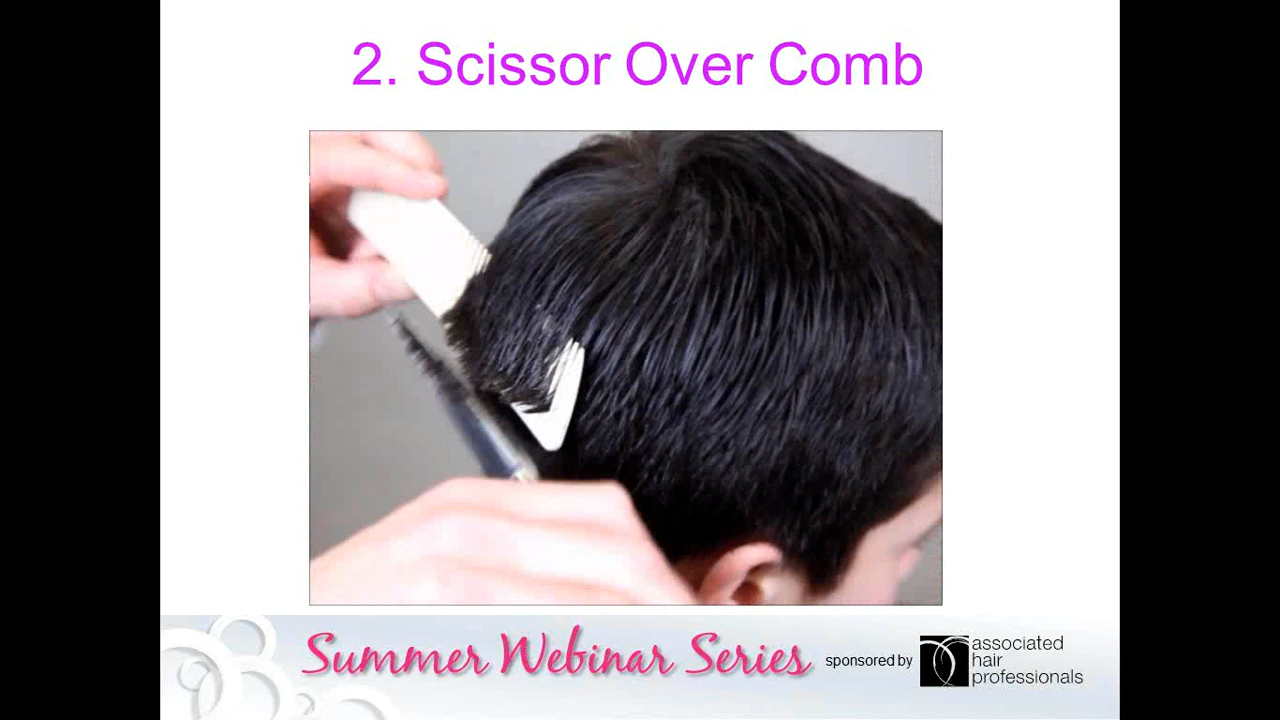 2. Scissor Over Comb
Summer Webinar Series
sponsored by
associated
hair
professionals